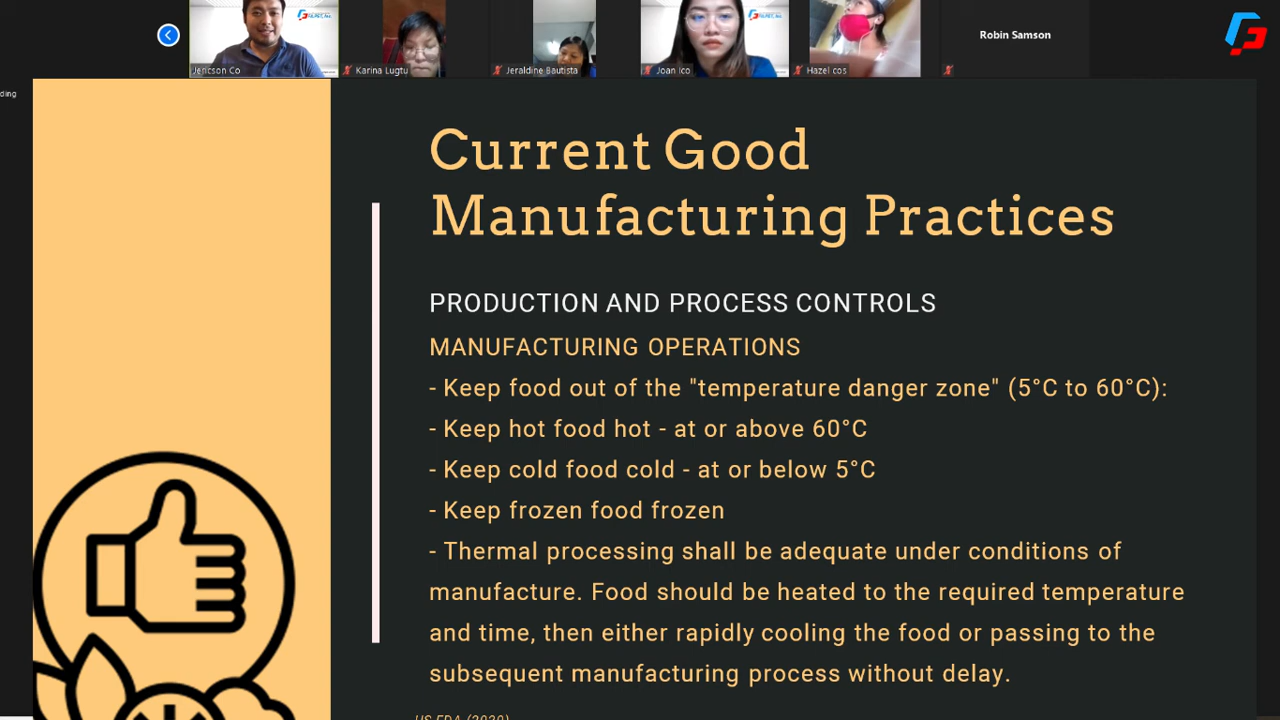 Robin Samson
Jericson Co
Karina Lugtu
Jeraldine Bautista
Joan Ico
Hazel cos
ding
Current Good
Manufacturing Practices
PRODUCTION AND PROCESS CONTROLS
MANUFACTURING OPERATIONS
- Keep food out of the "temperature danger zone" (5°C to 60°C):
- Keep hot food hot - at or above 60°C
- Keep cold food cold - at or below 5°C
- Keep frozen food frozen
- Thermal processing shall be adequate under conditions of
manufacture. Food should be heated to the required temperature
and time, then either rapidly cooling the food or passing to the
subsequent manufacturing process without delay.
US FDA (2020)